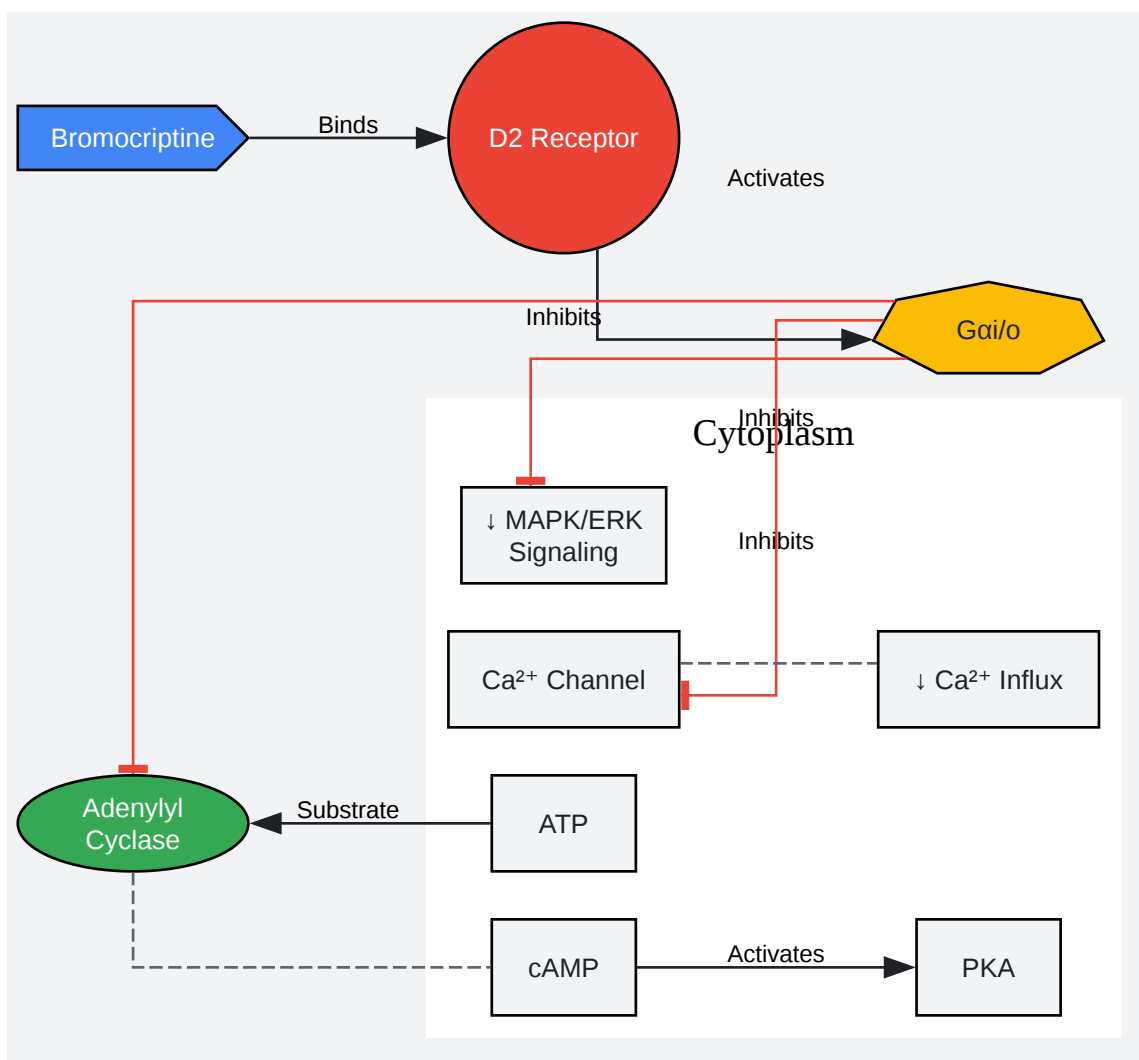 Bromocriptine
Binds
D2 Receptor
Activates
Inhibits
Gαi/o
Inhibits
Cytoplasm
↓ MAPK/ERK
Signaling
Inhibits
Ca²⁺ Channel
↓ Ca²⁺ Influx
Adenylyl
Cyclase
Substrate
ATP
cAMP
Activates
PKA